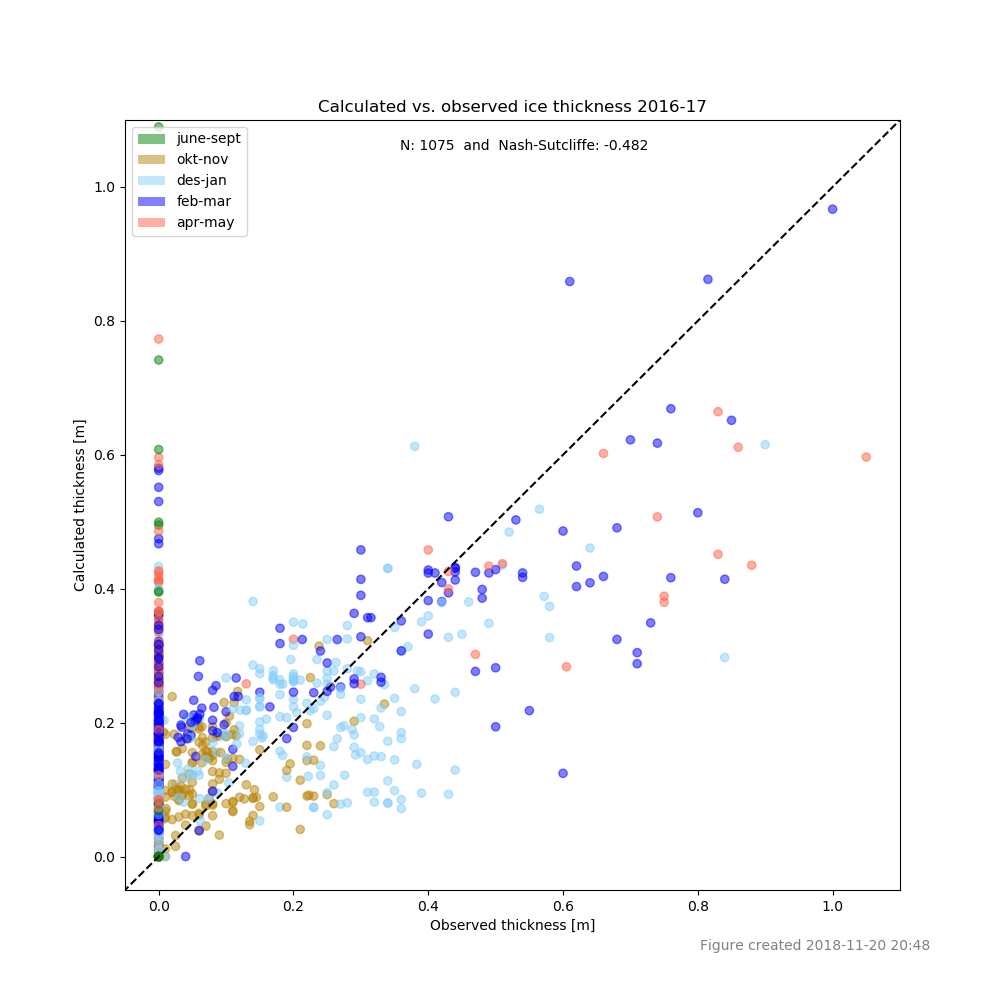 Calculated vs. observed ice thickness 2016-17
N: 1075 and Nash-Sutcliffe: -0.482
june-sept
okt-nov
des-jan
feb-mar
apr-may
1.0
0.8
0.6
0.4
0.2
0.0
Calculated thickness [m]
0.0 0.2 0.4 0.6 0.8 1.0
Observed thickness [m]
Figure created 2018-11-20 20:48